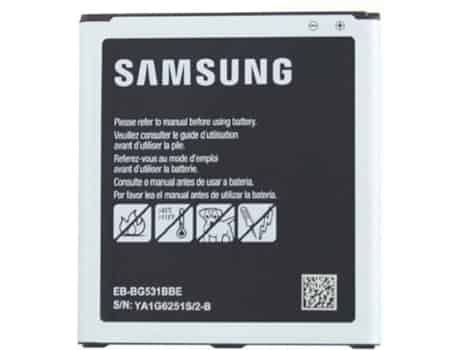 SAMSUNG
Please refer to manual before using battery.
Veuillez consulter le guide d'utilisation
avant d'utiliser la pile.
Referez-vous au mode d'emploi
avant d'utiliser la batterie.
Consulte o manual antes de usar a bateria.
Por favor lea el manual antes de utilizar la bateria.
EB-BG531BBE
S/N: YA1G6251S/2-B